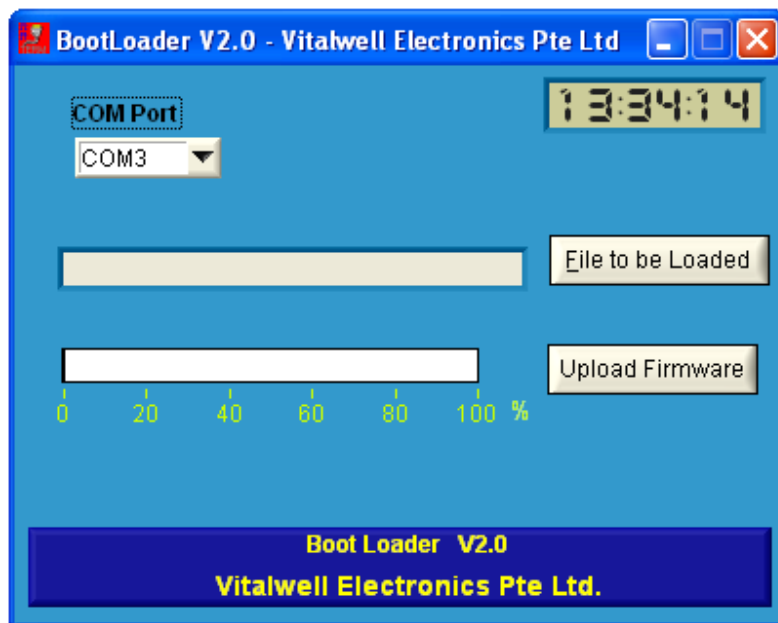 BootLoader V2.0 - Vitalwell Electronics Pte Ltd
13:34:14
COM Port
COM3
File to be Loaded
Upload Firmware
0 20 40 60 80 100 %
Boot Loader V2.0
Vitalwell Electronics Pte Ltd.